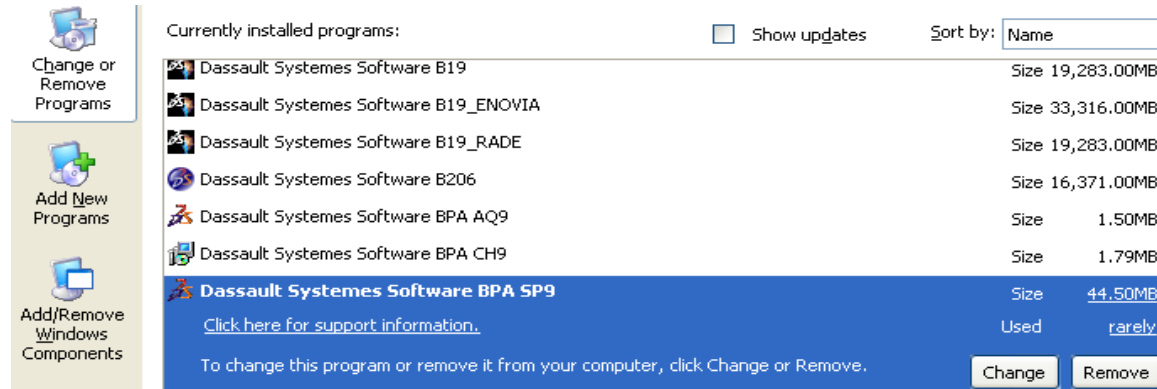 Change or
Remove
Programs
Add New
Programs
Add/Remove
Windows
Components
Currently installed programs:
Show updates
Sort by: Name
Dassault Systemes Software B19 Size 19,283.00MB
Dassault Systemes Software B19_ENOVIA Size 33,316.00MB
Dassault Systemes Software B19_RADE Size 19,283.00MB
Dassault Systemes Software B206 Size 16,371.00MB
Dassault Systemes Software BPA AQ9 Size 1.50MB
Dassault Systemes Software BPA CH9 Size 1.79MB
Dassault Systemes Software BPA SP9 Size 44.50MB
Click here for support information. Used rarely
To change this program or remove it from your computer, click Change or Remove. Change Remove